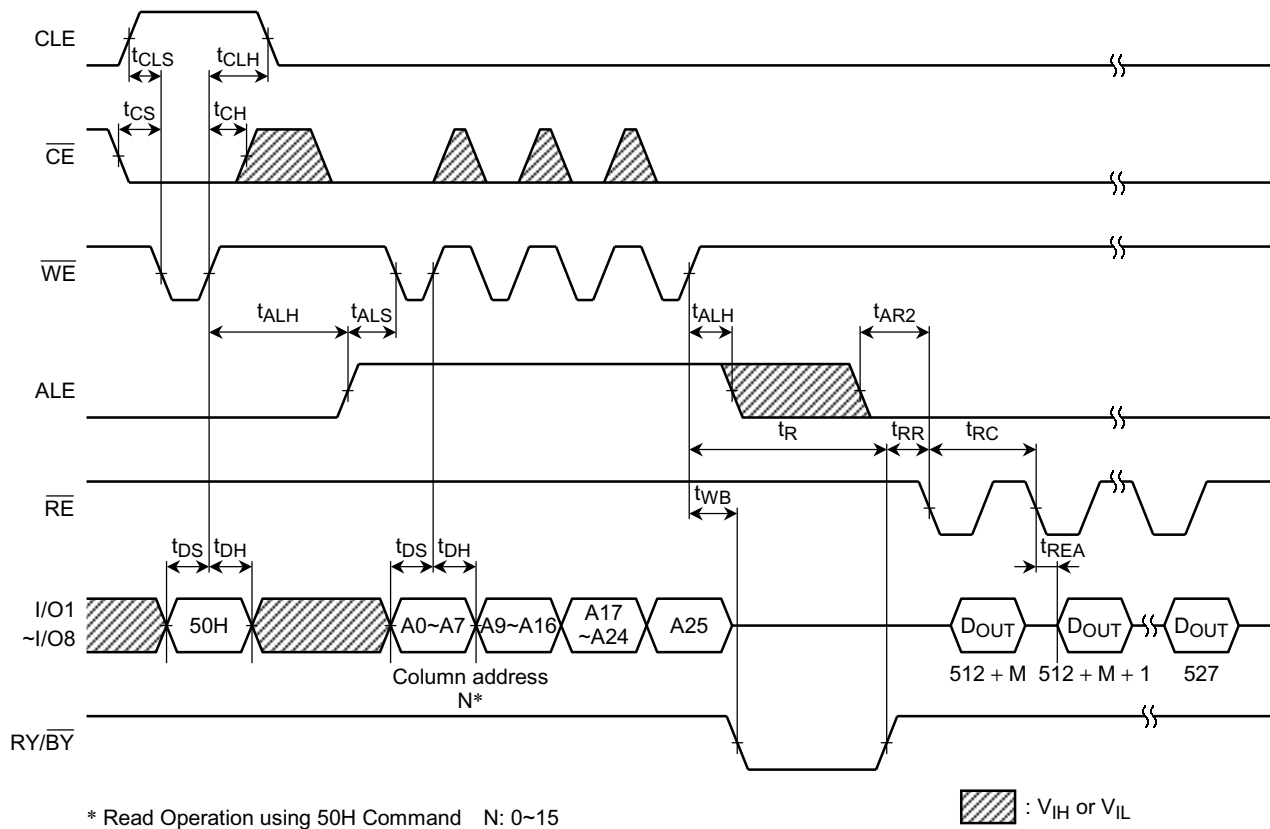 CLE
tCLS tCLH
tCS tCH
CE
WE
tALH tALS tALH tAR2
ALE
tR tRR tRC
RE
tWB
tDS tDH tDS tDH tREA
I/O1
~I/O8
50H A0~A7 A9~A16 A17
~A24 A25 DOUT DOUT DOUT
Column address
N*
512 + M 512 + M + 1 527
RY/BY
* Read Operation using 50H Command N: 0~15
: VIH or VIL